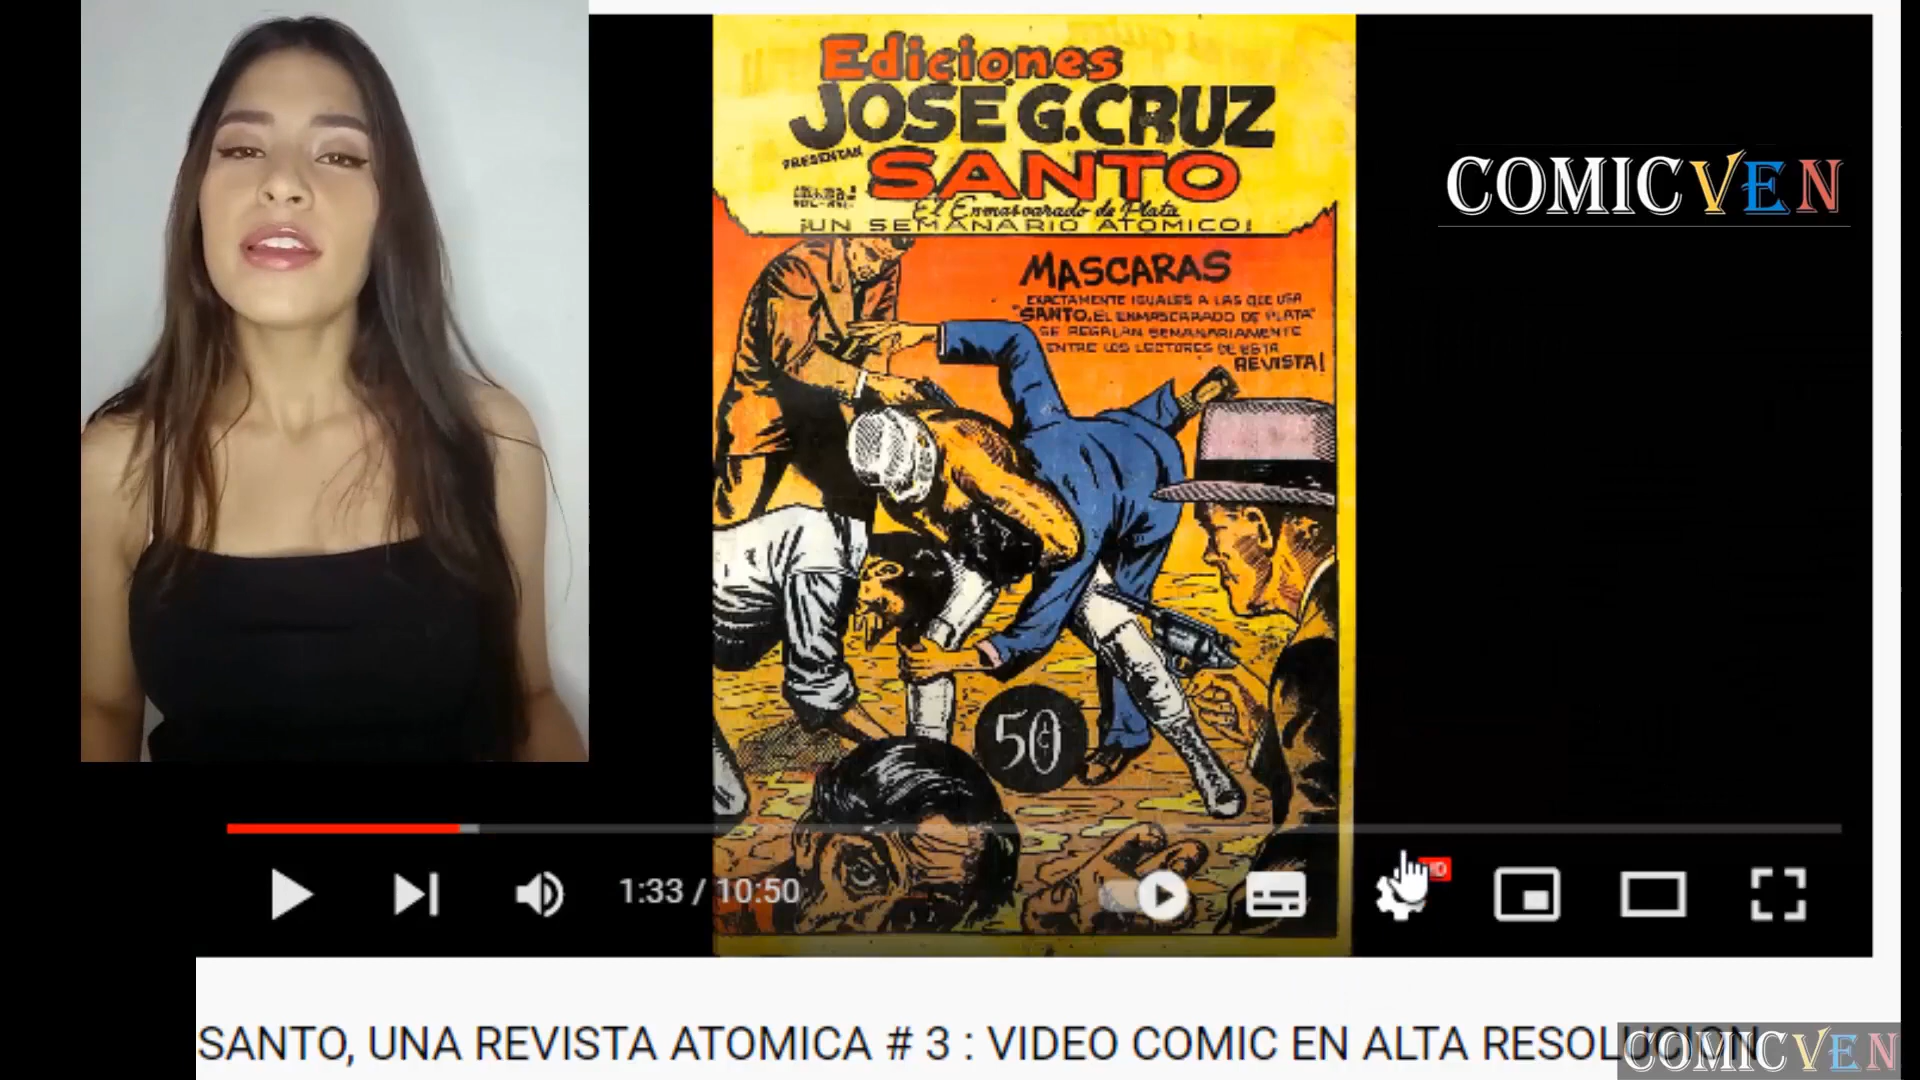 Ediciones
JOSE G. CRUZ
PRESENTAN
SANTO
El Enmascarado de Plata
¡UN SEMANARIO ATOMICO!
MASCARAS
EXACTAMENTE IGUALES A LAS QUE USA
"SANTO, EL ENMASCARADO DE PLATA"
SE REGALAN SEMANARIAMENTE
ENTRE LOS LECTORES DE ESTA
REVISTA!
50¢
COMICVEN
1:33 / 10:50
HD
SANTO, UNA REVISTA ATOMICA # 3 : VIDEO COMIC EN ALTA RESOLUCION
COMICVEN